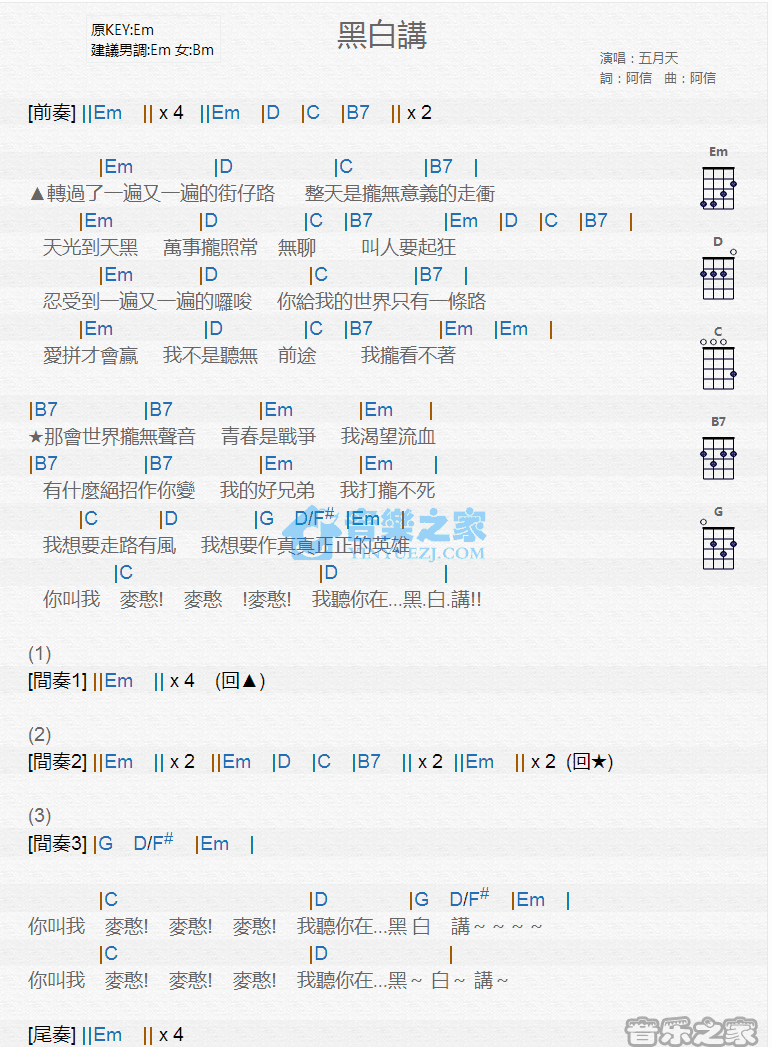 原KEY:Em
建議男調:Em 女:Bm
黑白講
演唱：五月天
詞：阿信 曲：阿信
[前奏] ||Em || x 4 ||Em |D |C |B7 || x 2
|Em |D |C |B7 |
▲轉過了一遍又一遍的街仔路 整天是攏無意義的走衝
|Em |D |C |B7 |Em |D |C |B7 |
天光到天黑 萬事攏照常 無聊 叫人要起狂
|Em |D |C |B7 |
忍受到一遍又一遍的囉唆 你給我的世界只有一條路
|Em |D |C |B7 |Em |Em |
愛拼才會贏 我不是聽無 前途 我攏看不著
|B7 |B7 |Em |Em |
★那會世界攏無聲音 青春是戰爭 我渴望流血
|B7 |B7 |Em |Em |
有什麼絕招作你變 我的好兄弟 我打攏不死
|C |D |G D/F# |Em |
我想要走路有風 我想要作真真正正的英雄
|C |D |
你叫我 麥憨! 麥憨 !麥憨! 我聽你在...黑.白.講!!
(1)
[間奏1] ||Em || x 4 (回▲)
(2)
[間奏2] ||Em || x 2 ||Em |D |C |B7 || x 2 ||Em || x 2 (回★)
(3)
[間奏3] |G D/F# |Em |
|C |D |G D/F# |Em |
你叫我 麥憨! 麥憨! 麥憨! 我聽你在...黑 白 講～～～～
|C |D |
你叫我 麥憨! 麥憨! 麥憨! 我聽你在...黑～ 白～ 講～
[尾奏] ||Em || x 4
Em
D
C
B7
G
音樂之家
YINYUEZJ.COM
音乐之家